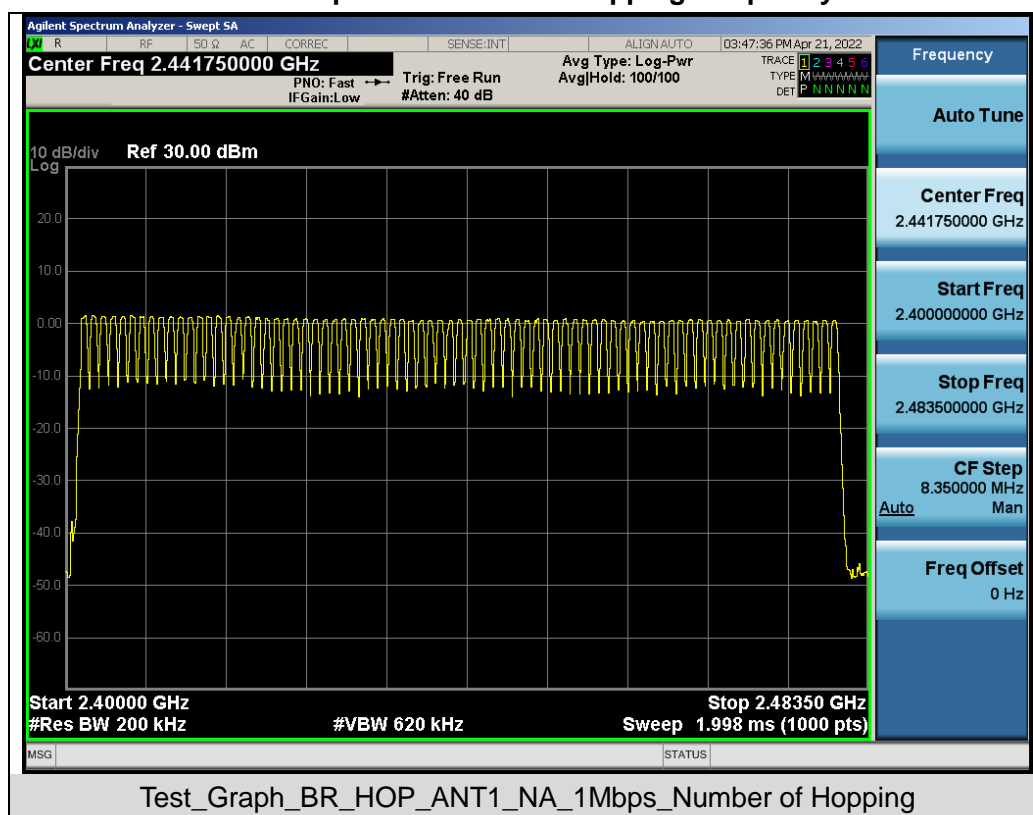 Agilent Spectrum Analyzer - Swept SA
LXI R RF 50 Ω AC CORREC SENSE:INT ALIGN AUTO 03:47:36 PM Apr 21, 2022
Center Freq 2.441750000 GHz
PNO: Fast
IFGain:Low
Trig: Free Run
#Atten: 40 dB
Avg Type: Log-Pwr
Avg|Hold: 100/100
TRACE 1 2 3 4 5 6
TYPE M WWWWW
DET P N N N N N
10 dB/div Ref 30.00 dBm
Log
20.0
10.0
0.00
-10.0
-20.0
-30.0
-40.0
-50.0
-60.0
Start 2.40000 GHz
Stop 2.48350 GHz
#Res BW 200 kHz #VBW 620 kHz Sweep 1.998 ms (1000 pts)
MSG STATUS
Frequency
Auto Tune
Center Freq
2.441750000 GHz
Start Freq
2.400000000 GHz
Stop Freq
2.483500000 GHz
CF Step
8.350000 MHz
Auto Man
Freq Offset
0 Hz
Test_Graph_BR_HOP_ANT1_NA_1Mbps_Number of Hopping